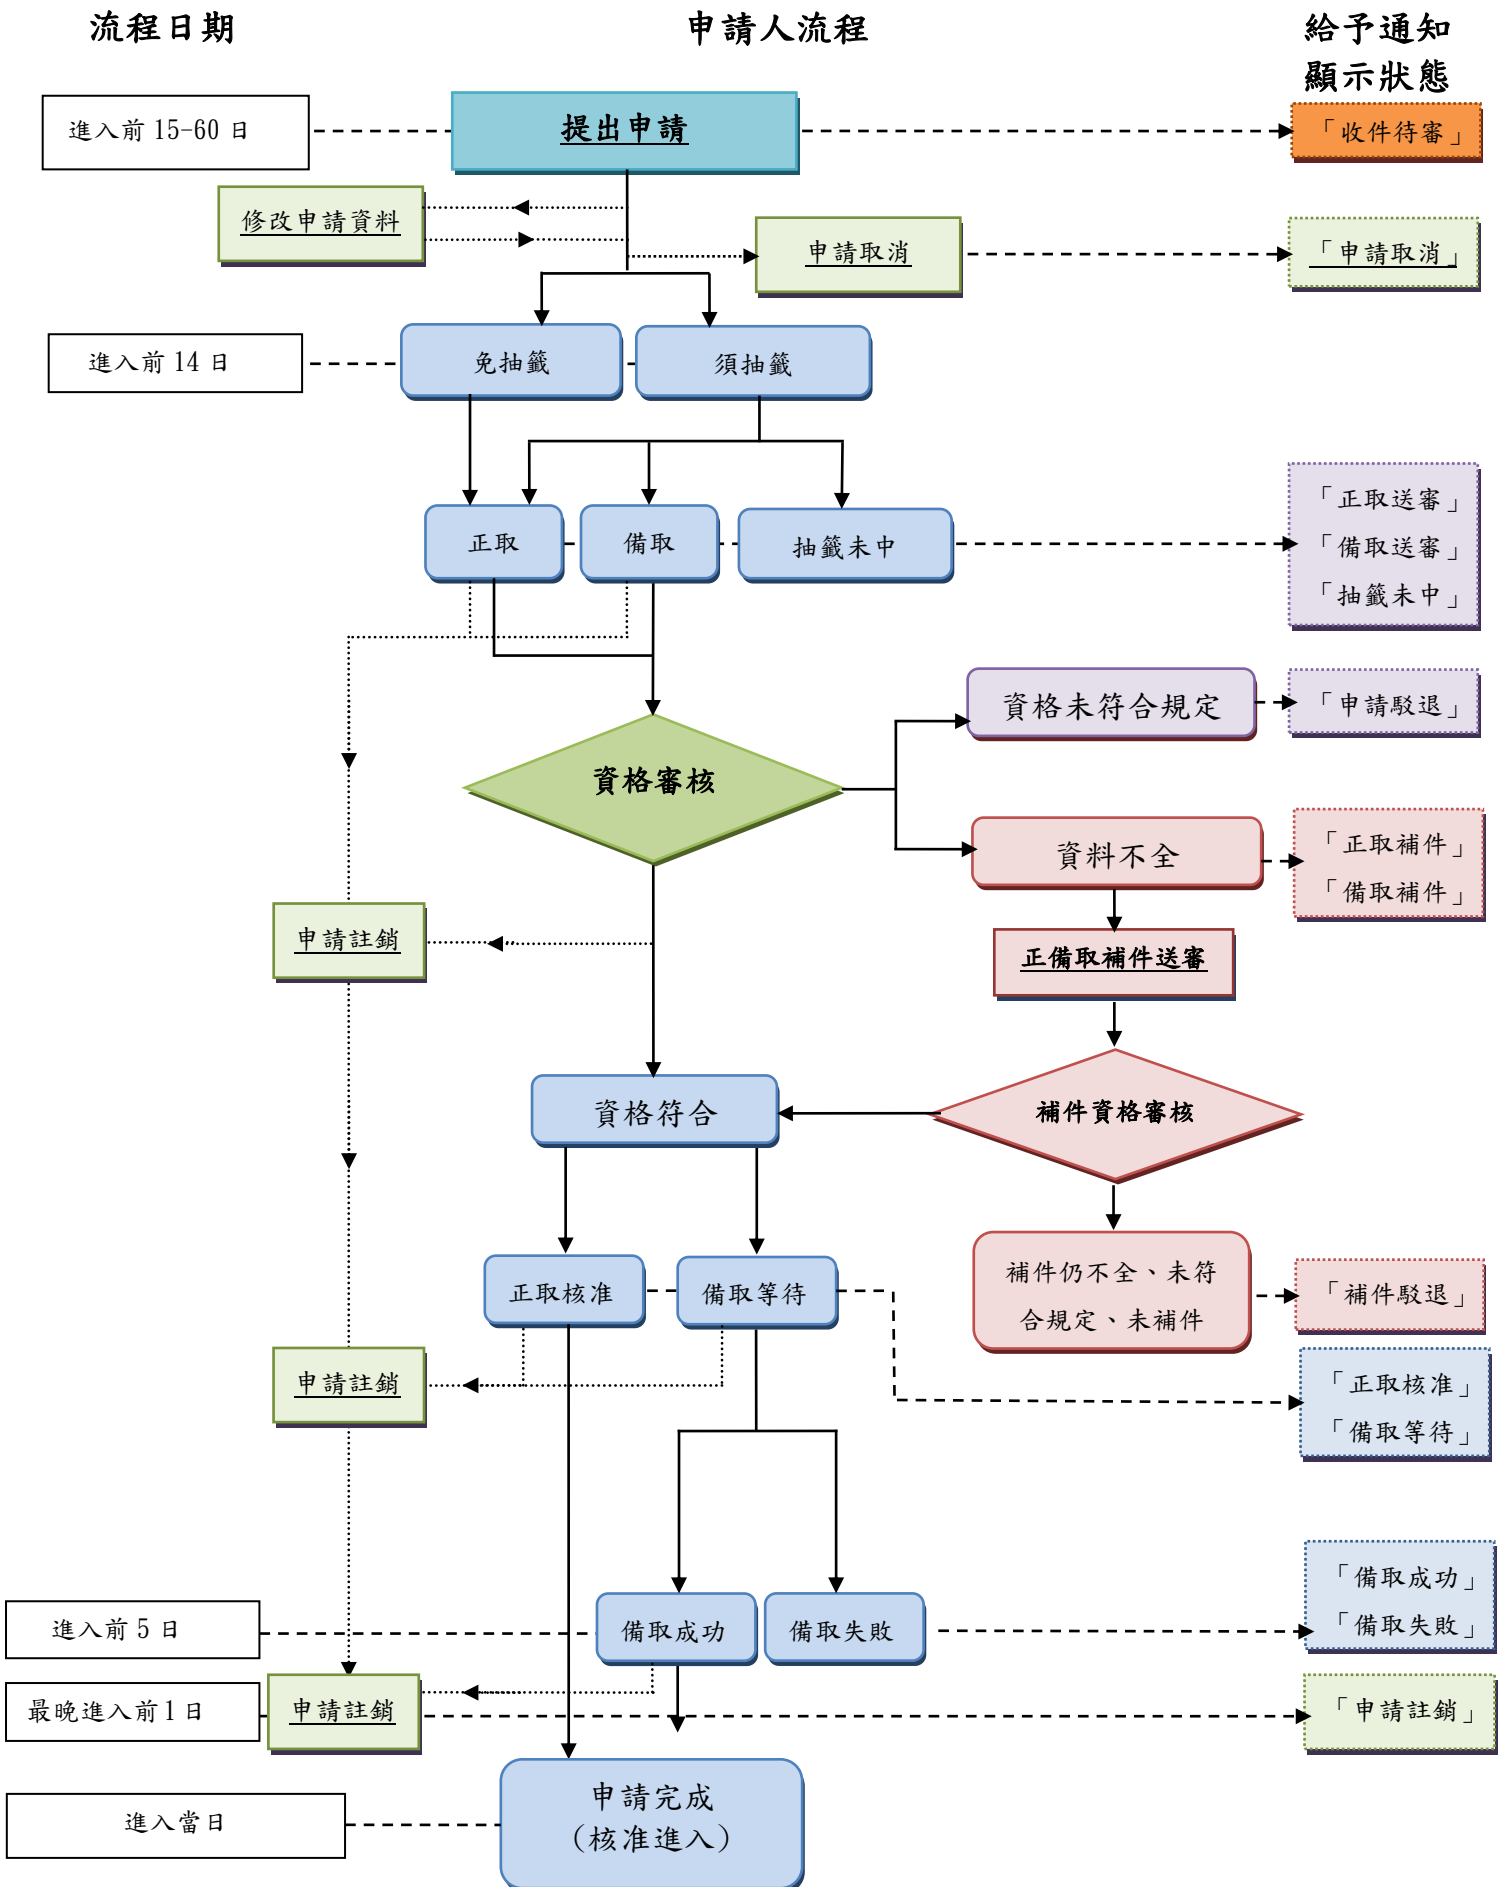 流程日期
申請人流程
給予通知
顯示狀態
進入前 15-60 日
提出申請
「收件待審」
修改申請資料
申請取消
「申請取消」
進入前 14 日
免抽籤
須抽籤
正取
備取
抽籤未中
「正取送審」
「備取送審」
「抽籤未中」
資格未符合規定
「申請駁退」
資格審核
資料不全
「正取補件」
「備取補件」
申請註銷
正備取補件送審
資格符合
補件資格審核
正取核准
備取等待
補件仍不全、未符
合規定、未補件
「補件駁退」
申請註銷
「正取核准」
「備取等待」
進入前 5 日
備取成功
備取失敗
「備取成功」
「備取失敗」
最晚進入前 1 日
申請註銷
「申請註銷」
進入當日
申請完成
(核准進入)